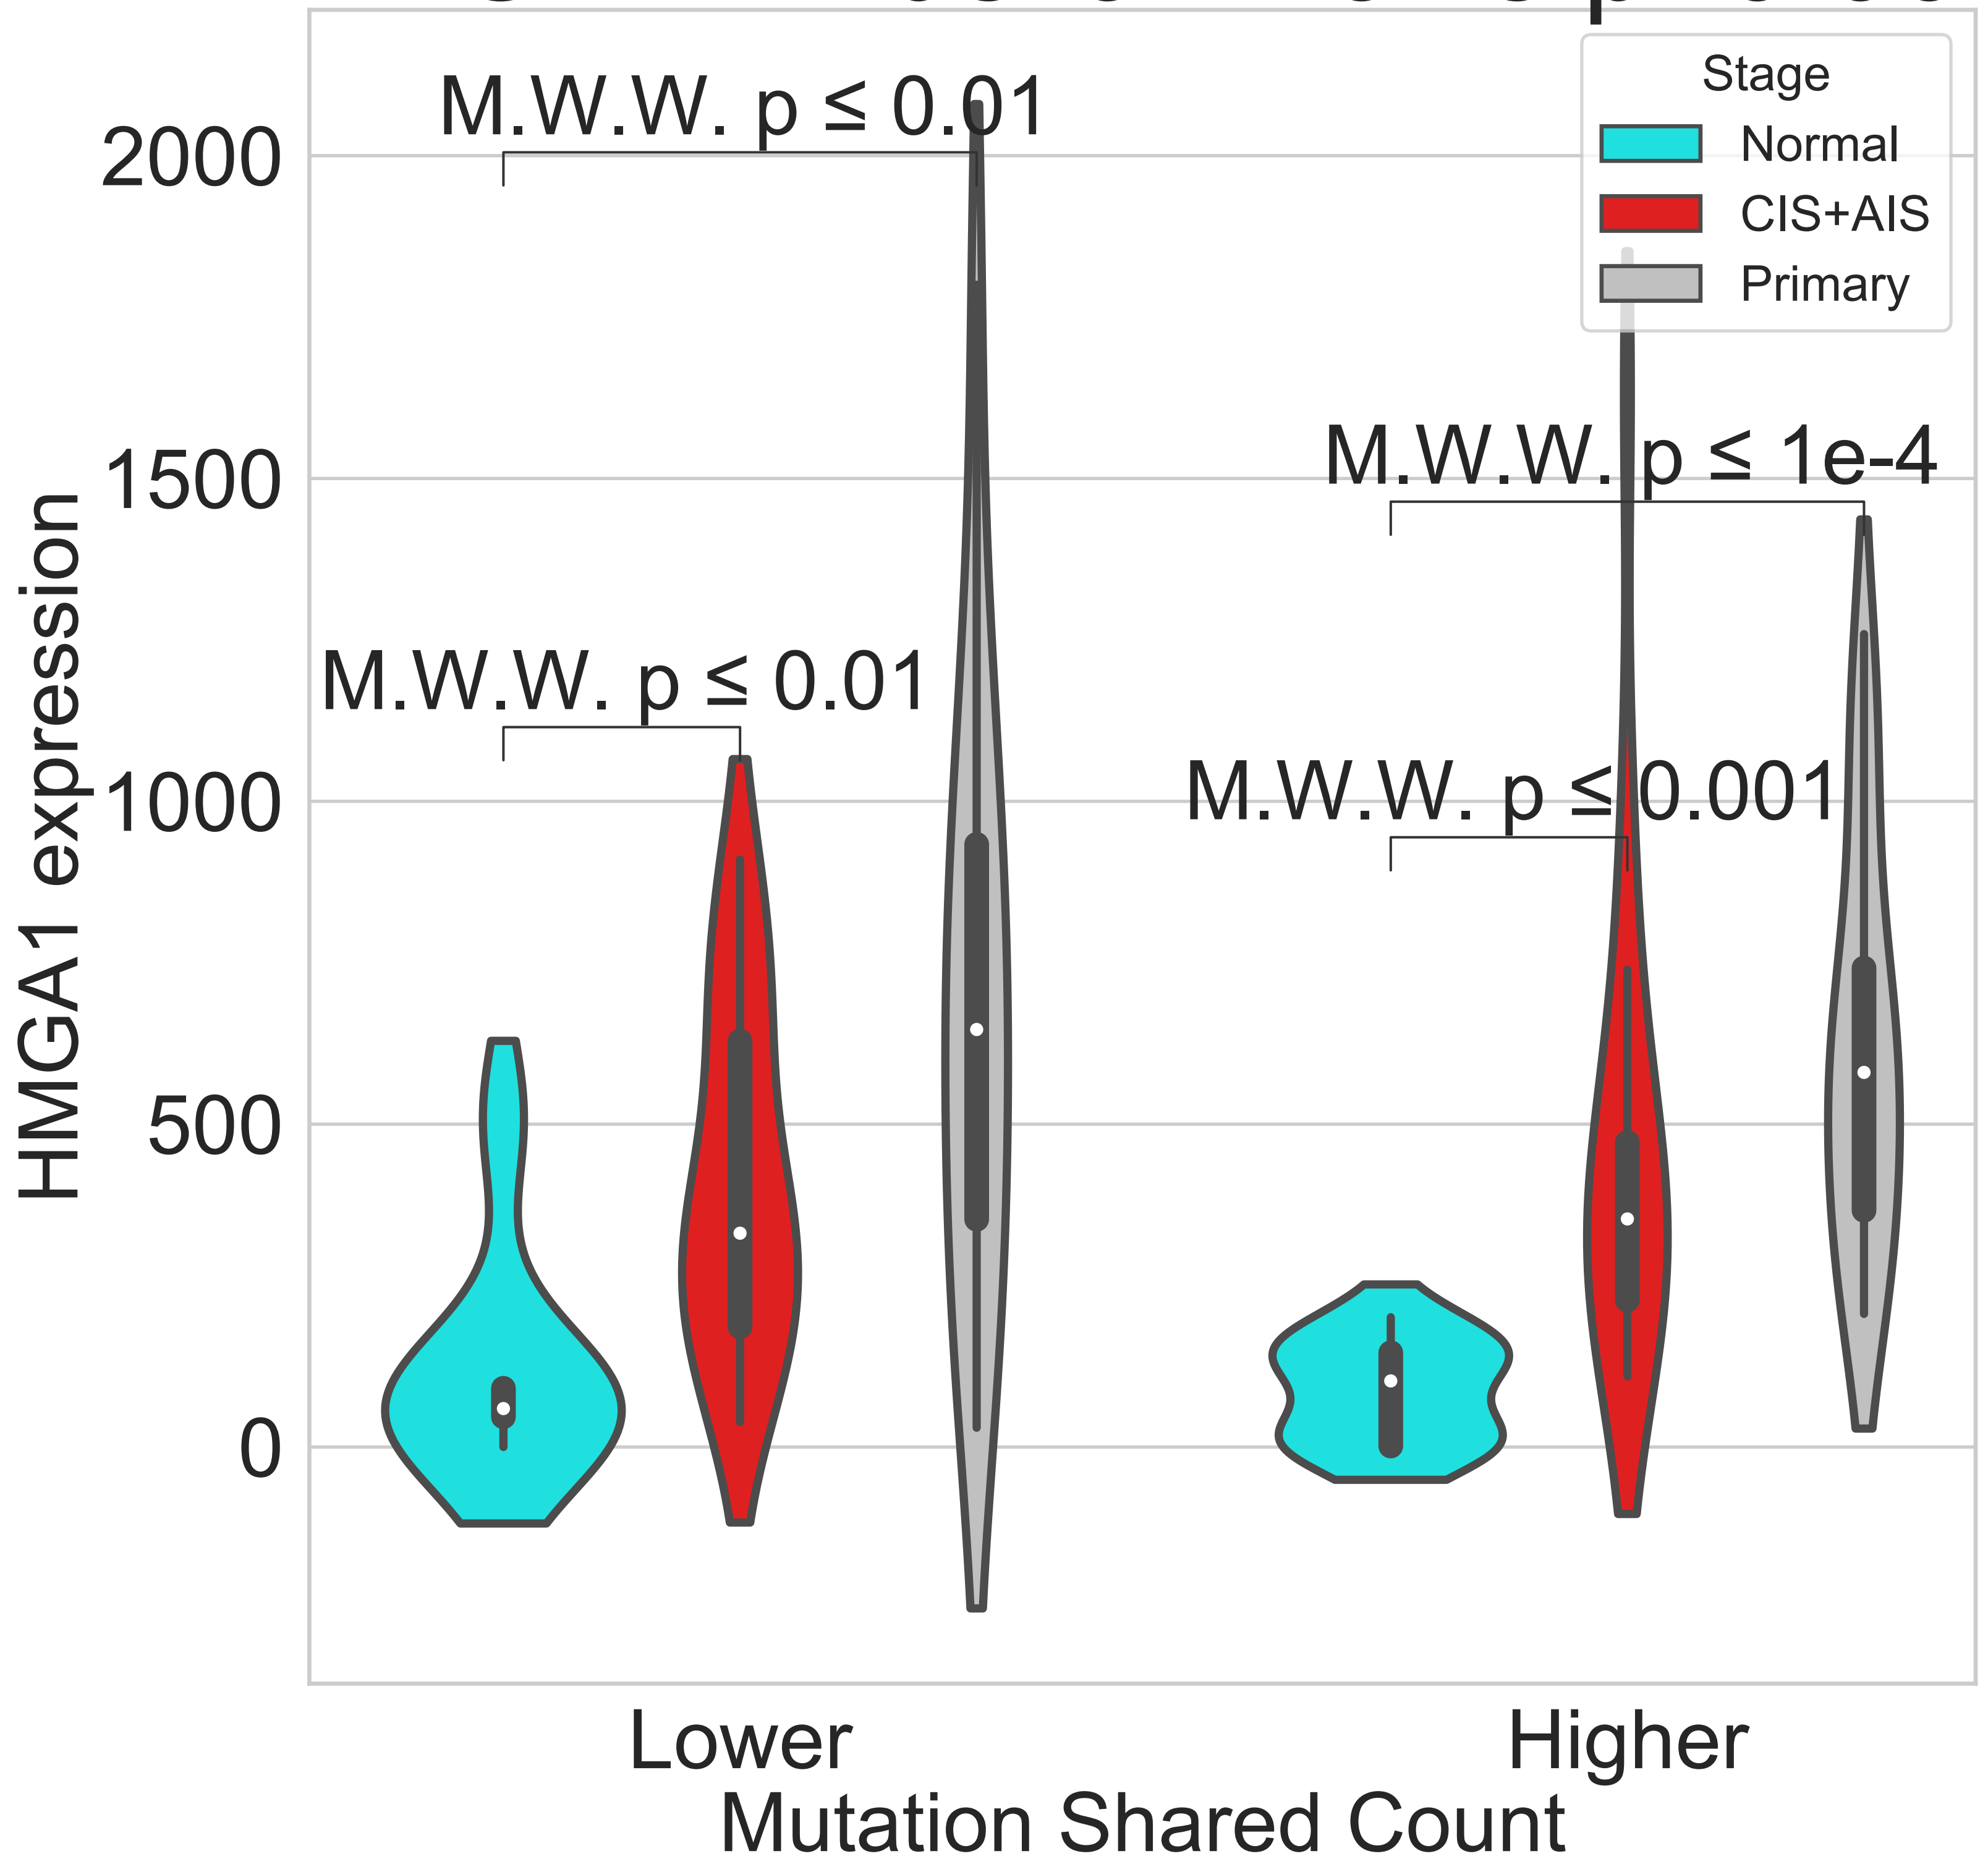 M.W.W. p ≤ 0.01
Stage
Normal
CIS+AIS
Primary
2000
1500
1000
500
0
HMGA1 expression
M.W.W. p ≤ 1e-4
M.W.W. p ≤ 0.01
M.W.W. p ≤ 0.001
Lower
Higher
Mutation Shared Count